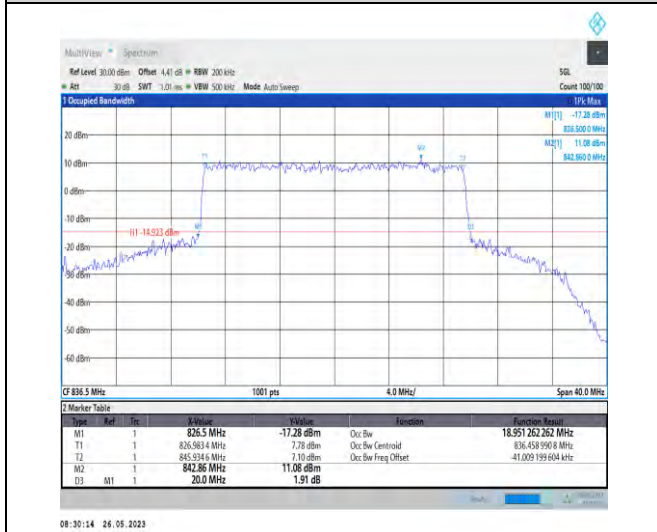 MultiView Spectrum
Ref Level 30.00 dBm Offset 4.41 dB RBW 200 kHz SGL
Att 30 dB SWT 1.01 ms VBW 500 kHz Mode Auto Sweep Count 100/100
1 Occupied Bandwidth 1Pk Max
M1[1] -17.28 dBm
826.500 0 MHz
M2[1] 11.08 dBm
842.860 0 MHz
20 dBm
10 dBm
0 dBm
-10 dBm
H1 -14.923 dBm
-20 dBm
-30 dBm
-40 dBm
-50 dBm
-60 dBm
T1
M2
T2
M1
D3
CF 836.5 MHz 1001 pts 4.0 MHz/ Span 40.0 MHz
2 Marker Table
Type Ref Trc X-Value Y-Value Function Function Result
M1 1 826.5 MHz -17.28 dBm Occ Bw 18.951 262 262 MHz
T1 1 826.983 4 MHz 7.78 dBm Occ Bw Centroid 836.458 990 8 MHz
T2 1 845.934 6 MHz 7.10 dBm Occ Bw Freq Offset -41.009 199 604 kHz
M2 1 842.86 MHz 11.08 dBm
D3 M1 1 20.0 MHz 1.91 dB
08:30:14 26.05.2023